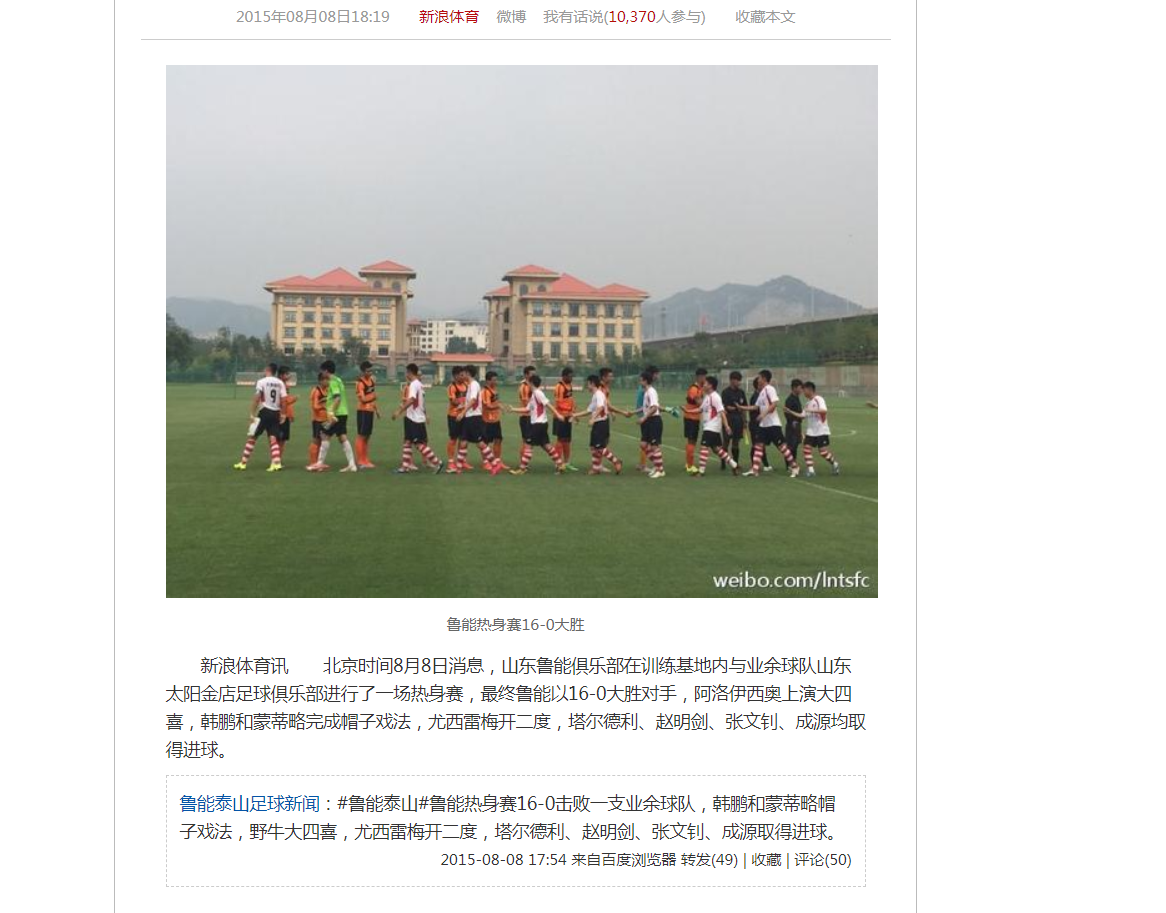 2015年08月08日18:19 新浪体育 微博 我有话说(10,370人参与) 收藏本文
9
weibo.com/lntsfc
鲁能热身赛16-0大胜
新浪体育讯 北京时间8月8日消息，山东鲁能俱乐部在训练基地内与业余球队山东
太阳金店足球俱乐部进行了一场热身赛，最终鲁能以16-0大胜对手，阿洛伊西奥上演大四
喜，韩鹏和蒙蒂略完成帽子戏法，尤西雷梅开二度，塔尔德利、赵明剑、张文钊、成源均取
得进球。
鲁能泰山足球新闻：#鲁能泰山#鲁能热身赛16-0击败一支业余球队，韩鹏和蒙蒂略帽
子戏法，野牛大四喜，尤西雷梅开二度，塔尔德利、赵明剑、张文钊、成源取得进球。
2015-08-08 17:54 来自百度浏览器 转发(49) | 收藏 | 评论(50)